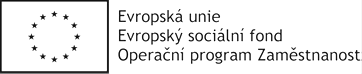 Evropská unie
Evropský sociální fond
Operační program Zaměstnanost